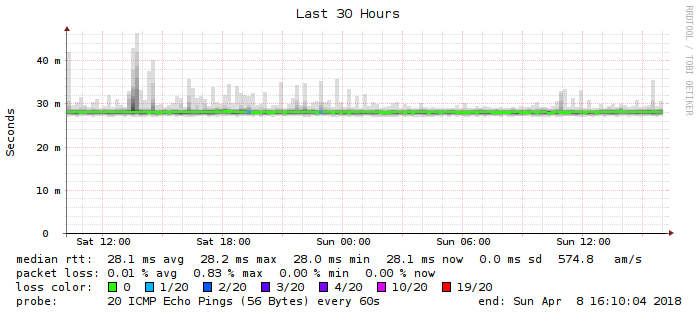 Last 30 Hours
RRDTOOL / TOBI OETIKER
Seconds
40 m
30 m
20 m
10 m
0
Sat 12:00 Sat 18:00 Sun 00:00 Sun 06:00 Sun 12:00
median rtt: 28.1 ms avg 28.2 ms max 28.0 ms min 28.1 ms now 0.0 ms sd 574.8 am/s
packet loss: 0.01 % avg 0.83 % max 0.00 % min 0.00 % now
loss color: 0 1/20 2/20 3/20 4/20 10/20 19/20
probe: 20 ICMP Echo Pings (56 Bytes) every 60s end: Sun Apr 8 16:10:04 2018